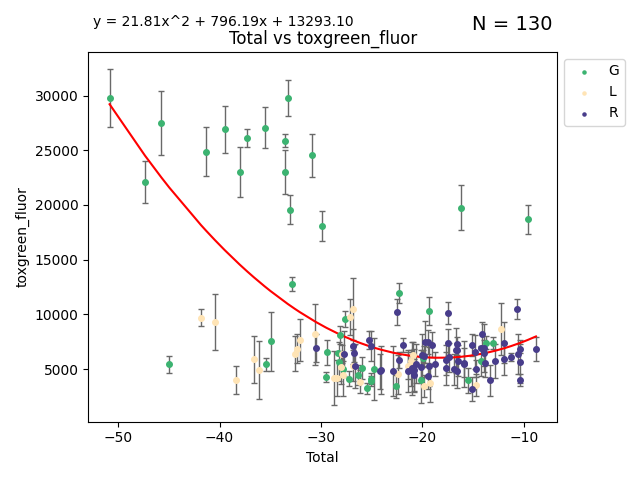 y = 21.81x^2 + 796.19x + 13293.10
N = 130
Total vs toxgreen_fluor
30000
25000
20000
15000
10000
5000
toxgreen_fluor
−50
−40
−30
−20
−10
Total
G
L
R